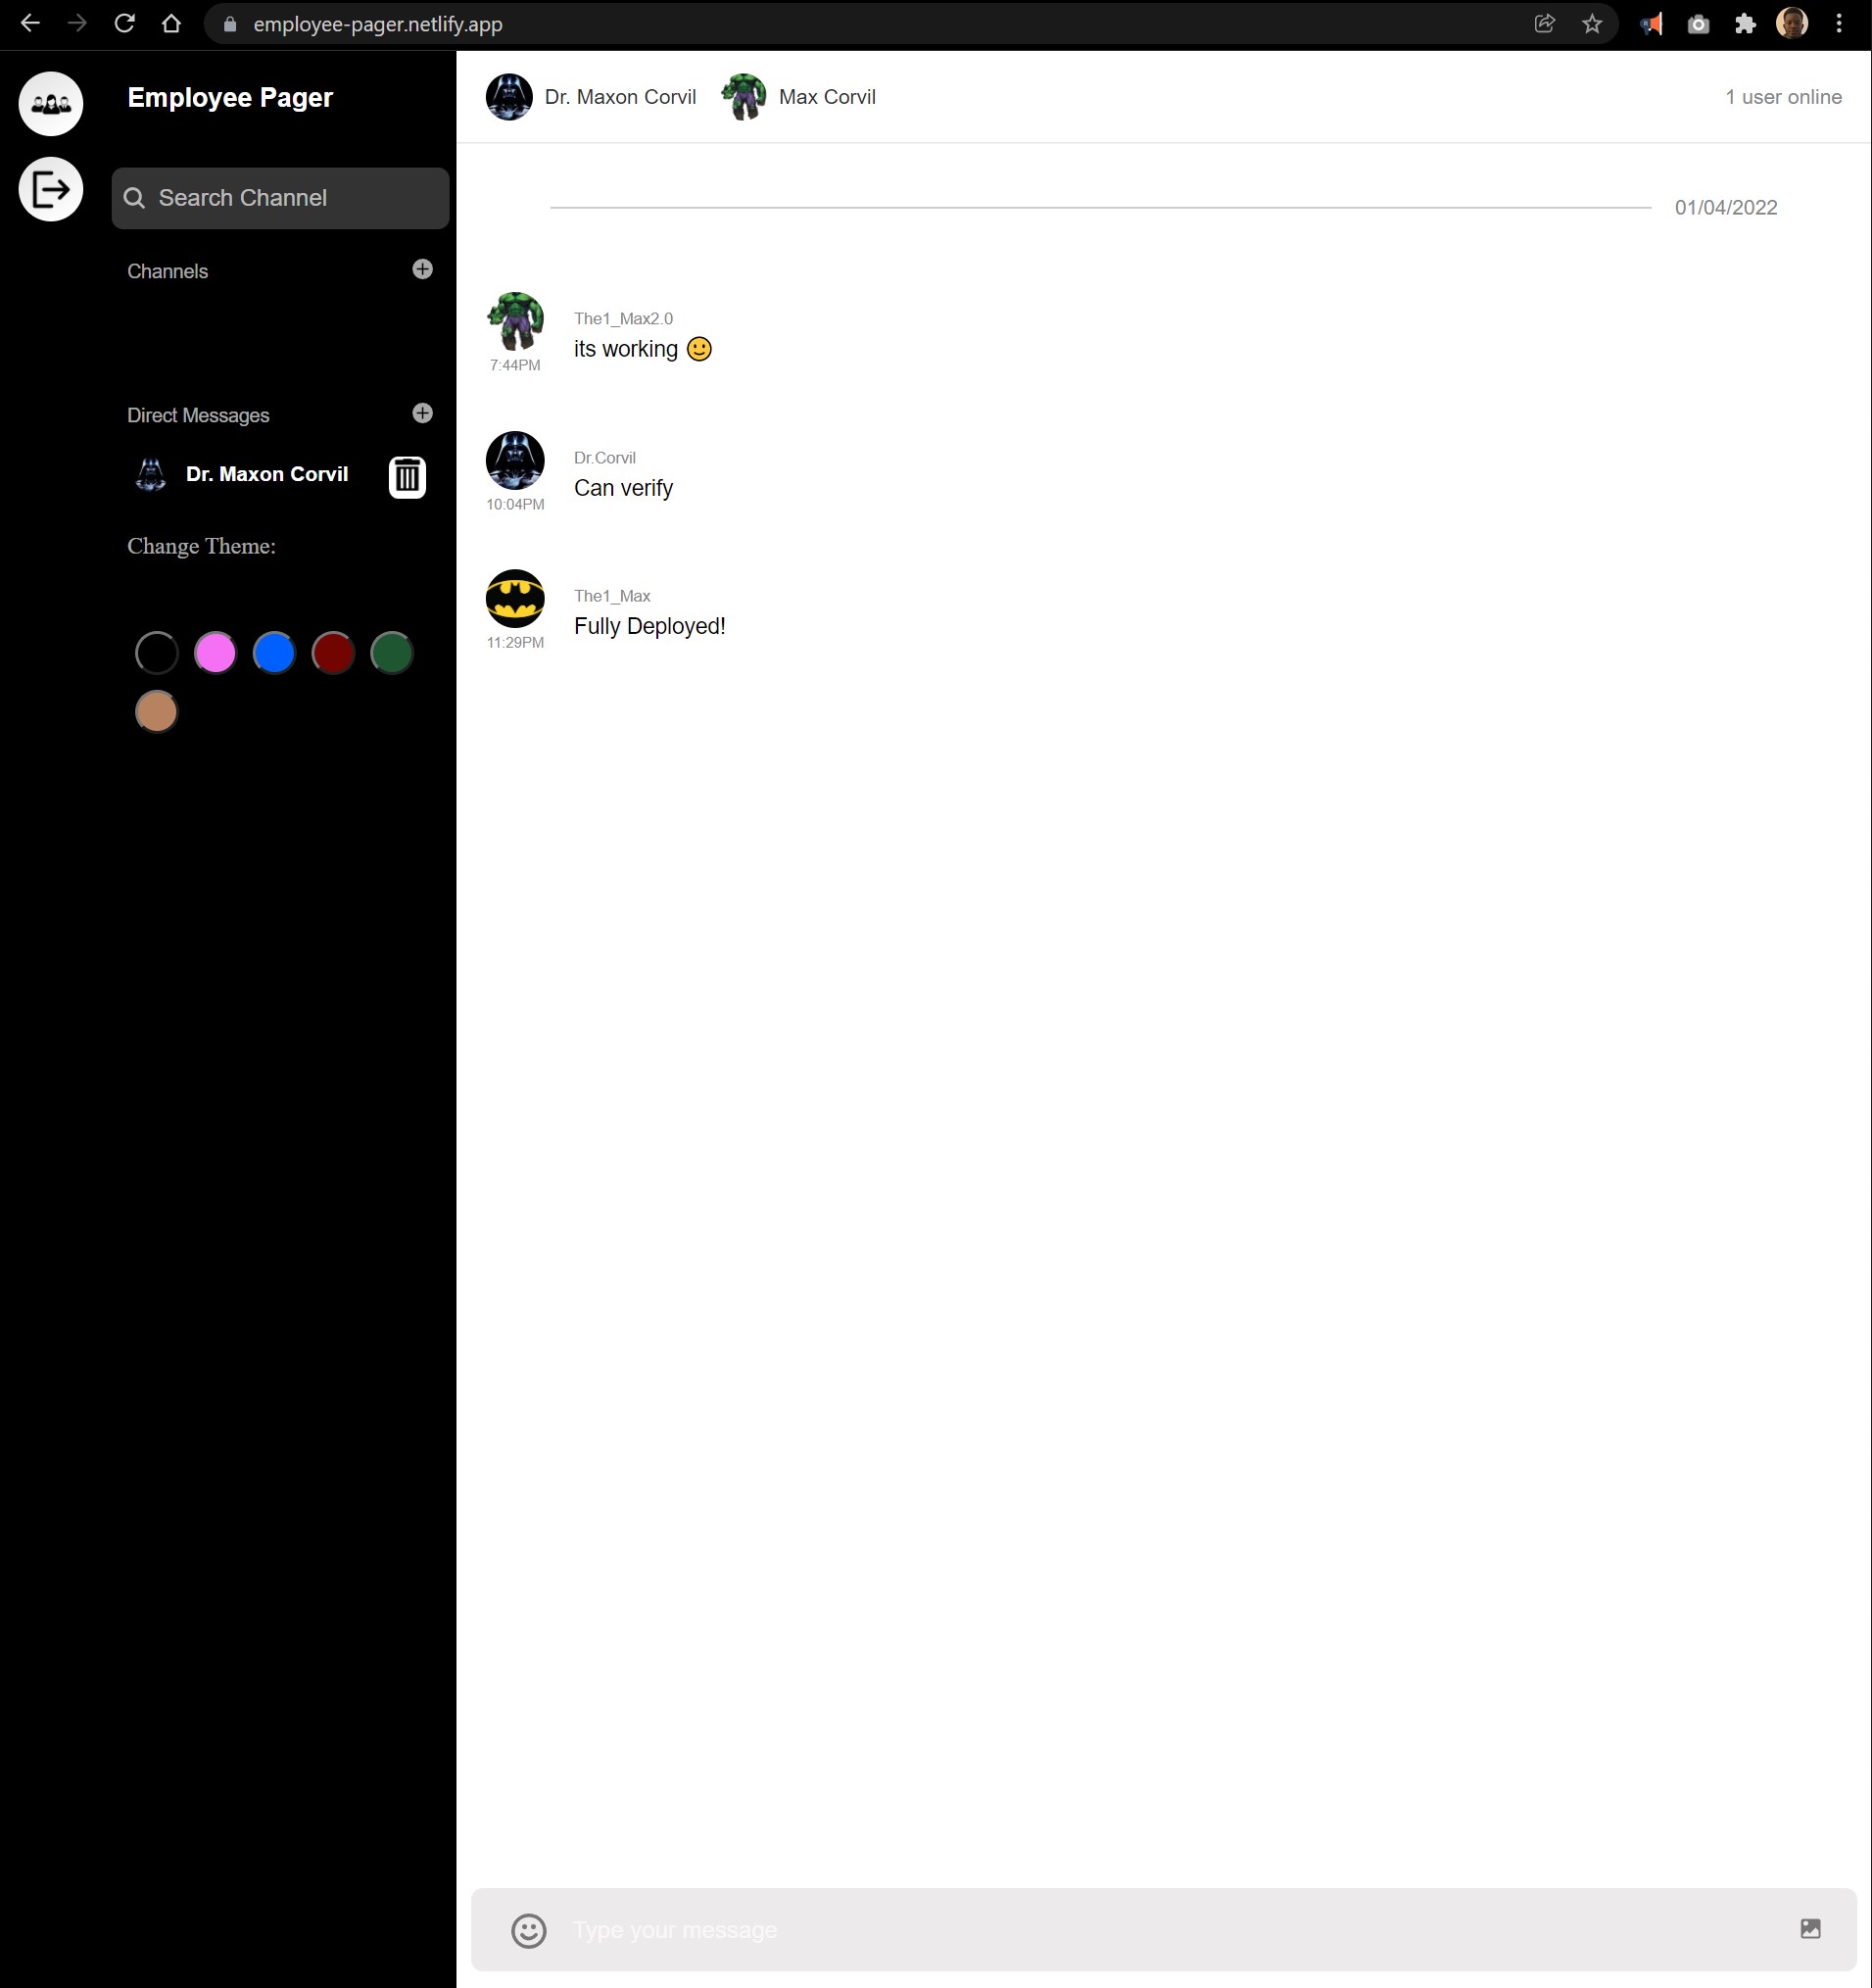 employee-pager.netlify.app
Employee Pager
Search Channel
Channels
Direct Messages
Dr. Maxon Corvil
Change Theme:
Dr. Maxon Corvil
Max Corvil
1 user online
01/04/2022
The1_Max2.0
its working 🙂
7:44PM
Dr.Corvil
Can verify
10:04PM
The1_Max
Fully Deployed!
11:29PM
Type your message